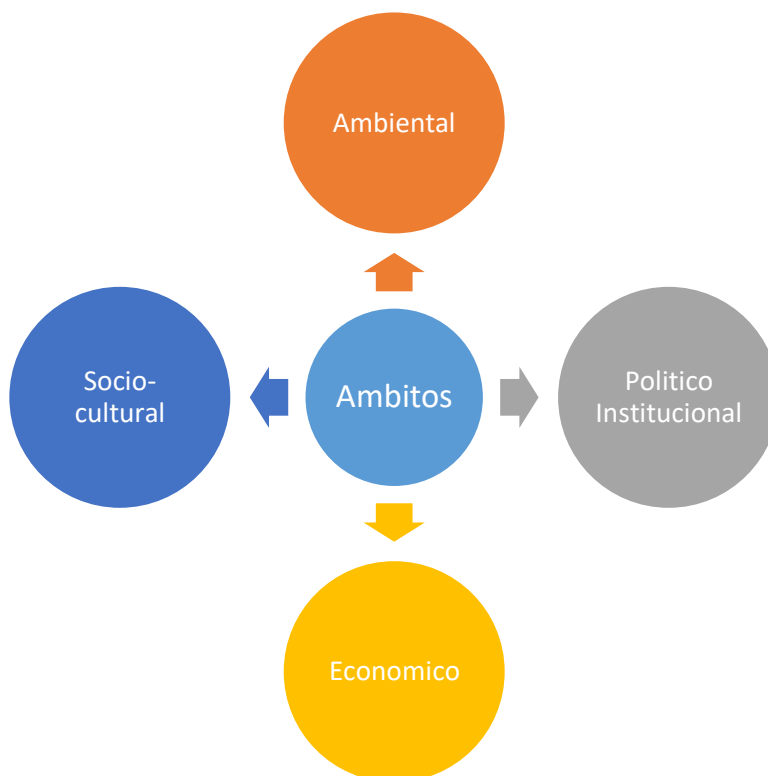 Ambiental
Socio-
cultural
Ambitos
Politico
Institucional
Economico